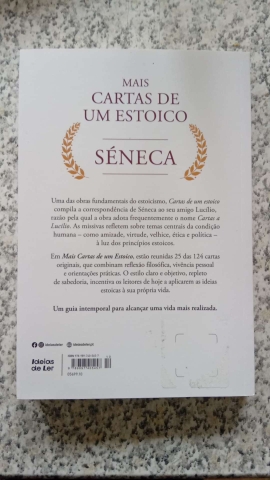 MAIS
CARTAS DE
UM ESTOICO
SÉNECA
Uma das obras fundamentais do estoicismo, Cartas de um estoico
compila a correspondência de Séneca ao seu amigo Lucílio,
razão pela qual a obra adota frequentemente o nome Cartas a
Lucílio. As missivas refletem sobre temas centrais da condição
humana – como amizade, virtude, velhice, ética e política –
à luz dos princípios estoicos.
Em Mais Cartas de um Estoico, estão reunidas 25 das 124 cartas
originais, que combinam reflexão filosófica, vivência pessoal
e orientações práticas. O estilo claro e objetivo, repleto
de sabedoria, incentiva os leitores de hoje a aplicarem as ideias
estoicas à sua própria vida.
Um guia intemporal para alcançar uma vida mais realizada.
ideias
de Ler